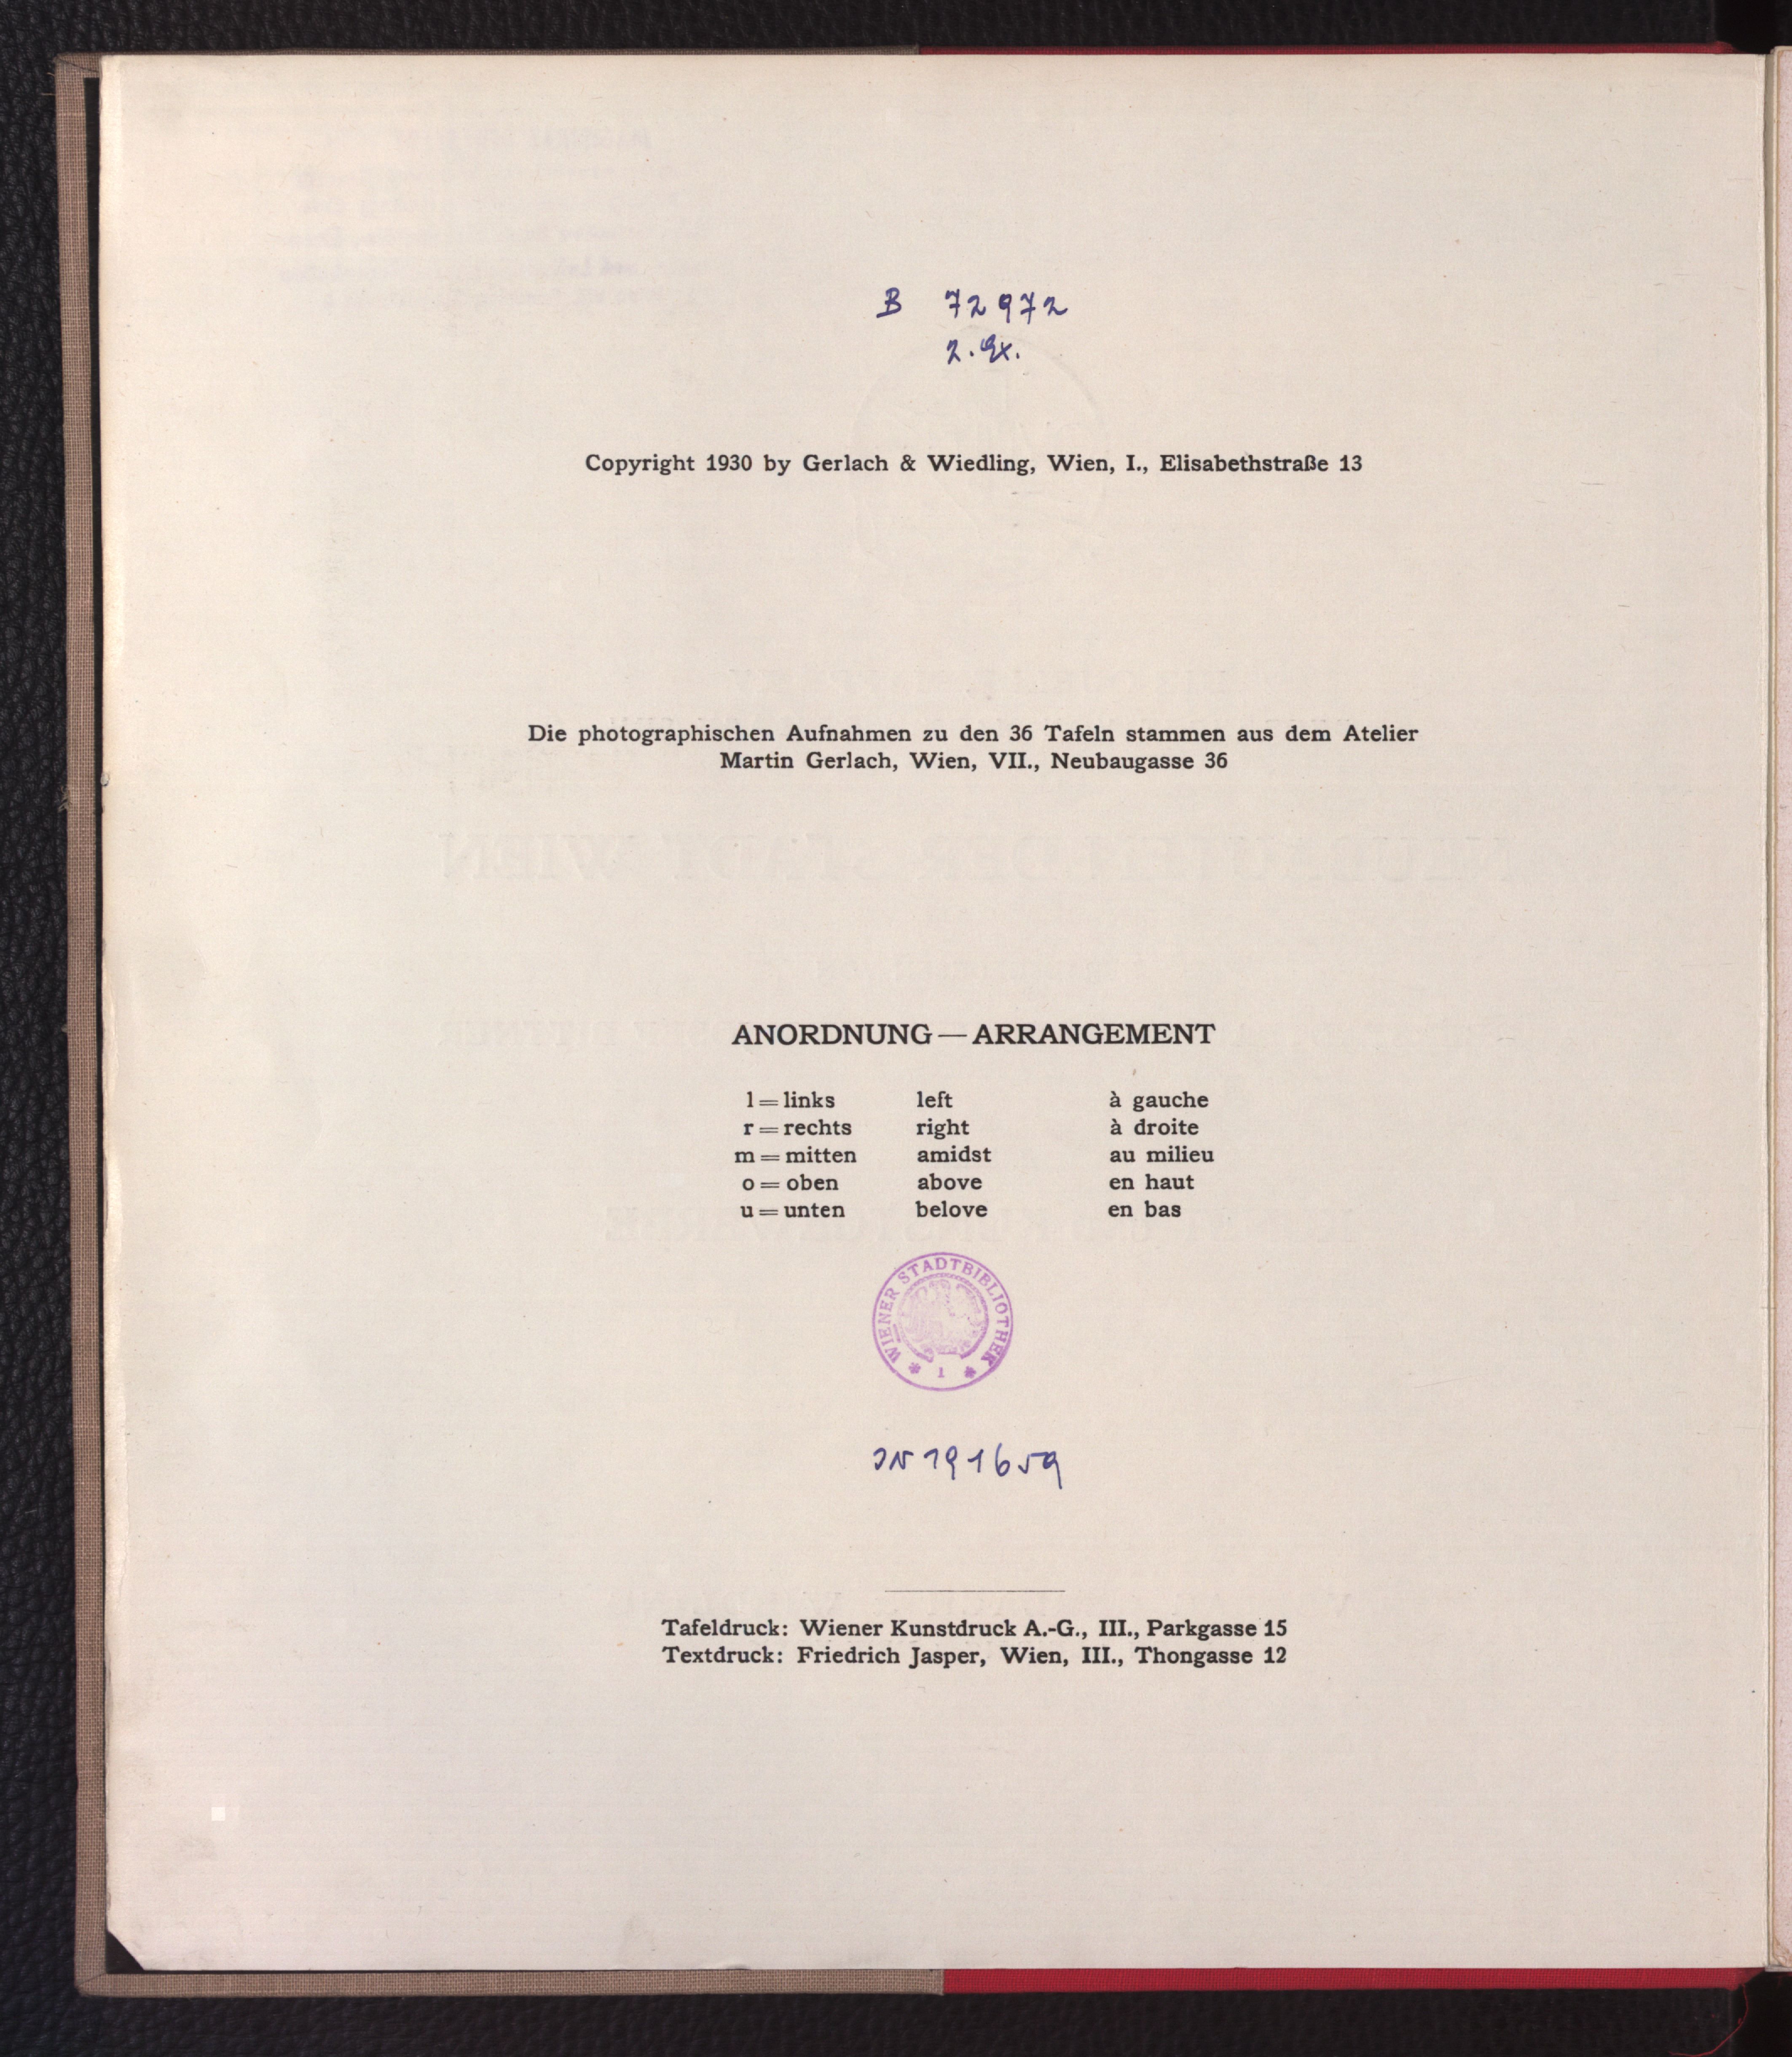 B 72972
2. Ex.
Copyright 1930 by Gerlach & Wiedling, Wien, I., Elisabethstraße 13
Die photographischen Aufnahmen zu den 36 Tafeln stammen aus dem Atelier
Martin Gerlach, Wien, VII., Neubaugasse 36
ANORDNUNG — ARRANGEMENT
l = links left à gauche
r = rechts right à droite
m = mitten amidst au milieu
o = oben above en haut
u = unten belove en bas
* WIENER STADTBIBLIOTHEK * 1
JN 191659
Tafeldruck: Wiener Kunstdruck A.-G., III., Parkgasse 15
Textdruck: Friedrich Jasper, Wien, III., Thongasse 12